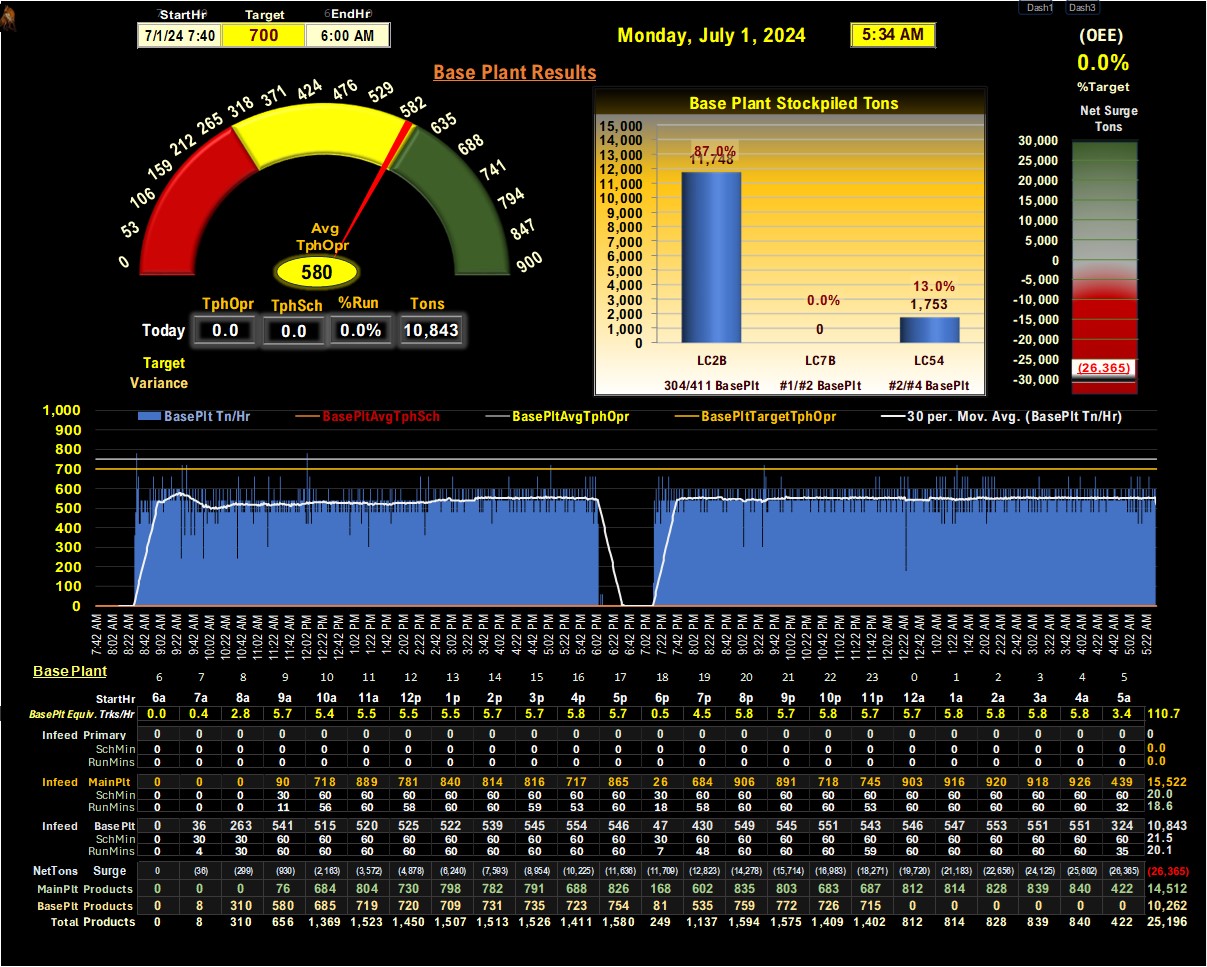 StartHr Target EndHr
7/1/24 7:40 700 6:00 AM
Monday, July 1, 2024 5:34 AM
Dash1 Dash3
(OEE)
0.0%
%Target
Net Surge
Tons
30,000
25,000
20,000
15,000
10,000
5,000
0
-5,000
-10,000
-15,000
-20,000
-25,000
(26,365)
-30,000
Base Plant Results
0 53 106 159 212 265 318 371 424 476 529 582 635 688 741 794 847 900
Avg
TphOpr
580
TphOpr TphSch %Run Tons
Today 0.0 0.0 0.0% 10,843
Target
Variance
Base Plant Stockpiled Tons
15,000
14,000
13,000
12,000
11,000
10,000
9,000
8,000
7,000
6,000
5,000
4,000
3,000
2,000
1,000
0
87.0% 0.0% 13.0%
11,748 0 1,753
LC2B LC7B LC54
304/411 BasePlt #1/#2 BasePlt #2/#4 BasePlt
BasePlt Tn/Hr BasePltAvgTphSch BasePltAvgTphOpr BasePltTargetTphOpr 30 per. Mov. Avg. (BasePlt Tn/Hr)
1,000
900
800
700
600
500
400
300
200
100
0
7:42 AM 8:02 AM 8:22 AM 8:42 AM 9:02 AM 9:22 AM 9:42 AM 10:02 AM 10:22 AM 10:42 AM 11:02 AM 11:22 AM 11:42 AM 12:02 PM 12:22 PM 12:42 PM 1:02 PM 1:22 PM 1:42 PM 2:02 PM 2:22 PM 2:42 PM 3:02 PM 3:22 PM 3:42 PM 4:02 PM 4:22 PM 4:42 PM 5:02 PM 5:22 PM 5:42 PM 6:02 PM 6:22 PM 6:42 PM 7:02 PM 7:22 PM 7:42 PM 8:02 PM 8:22 PM 8:42 PM 9:02 PM 9:22 PM 9:42 PM 10:02 PM 10:22 PM 10:42 PM 11:02 PM 11:22 PM 11:42 PM 12:02 AM 12:22 AM 12:42 AM 1:02 AM 1:22 AM 1:42 AM 2:02 AM 2:22 AM 2:42 AM 3:02 AM 3:22 AM 3:42 AM 4:02 AM 4:22 AM 4:42 AM 5:02 AM 5:22 AM
Base Plant
6 7 8 9 10 11 12 13 14 15 16 17 18 19 20 21 22 23 0 1 2 3 4 5
StartHr 6a 7a 8a 9a 10a 11a 12p 1p 2p 3p 4p 5p 6p 7p 8p 9p 10p 11p 12a 1a 2a 3a 4a 5a
BasePlt Equiv. Trks/Hr 0.0 0.4 2.8 5.7 5.4 5.5 5.5 5.5 5.7 5.7 5.8 5.7 0.5 4.5 5.8 5.7 5.8 5.7 5.7 5.8 5.8 5.8 5.8 3.4 110.7
Infeed Primary 0 0 0 0 0 0 0 0 0 0 0 0 0 0 0 0 0 0 0 0 0 0 0 0 0
SchMin 0 0 0 0 0 0 0 0 0 0 0 0 0 0 0 0 0 0 0 0 0 0 0 0 0.0
RunMins 0 0 0 0 0 0 0 0 0 0 0 0 0 0 0 0 0 0 0 0 0 0 0 0 0.0
Infeed MainPlt 0 0 0 90 718 889 781 840 814 816 717 865 26 684 906 891 718 745 903 916 920 918 926 439 15,522
SchMin 0 0 0 30 60 60 60 60 60 60 60 60 30 60 60 60 60 60 60 60 60 60 60 60 20.0
RunMins 0 0 0 11 56 60 58 60 60 59 53 60 18 58 60 60 60 53 60 60 60 60 60 32 18.6
Infeed Base Plt 0 36 263 541 515 520 525 522 539 545 554 546 47 430 549 545 551 543 546 547 553 551 551 324 10,843
SchMin 0 30 30 60 60 60 60 60 60 60 60 60 30 60 60 60 60 60 60 60 60 60 60 60 21.5
RunMins 0 4 30 60 60 60 60 60 60 60 60 60 7 48 60 60 60 59 60 60 60 60 60 35 20.1
NetTons Surge 0 (36) (299) (930) (2,163) (3,572) (4,878) (6,240) (7,593) (8,954) (10,225) (11,636) (11,709) (12,823) (14,278) (15,714) (16,983) (18,271) (19,720) (21,183) (22,656) (24,125) (25,602) (26,365) (26,365)
MainPlt Products 0 0 0 76 684 804 730 798 782 791 688 826 168 602 835 803 683 687 812 814 828 839 840 422 14,512
BasePlt Products 0 8 310 580 685 719 720 709 731 735 723 754 81 535 759 772 726 715 0 0 0 0 0 0 10,262
Total Products 0 8 310 656 1,369 1,523 1,450 1,507 1,513 1,526 1,411 1,580 249 1,137 1,594 1,575 1,409 1,402 812 814 828 839 840 422 25,196